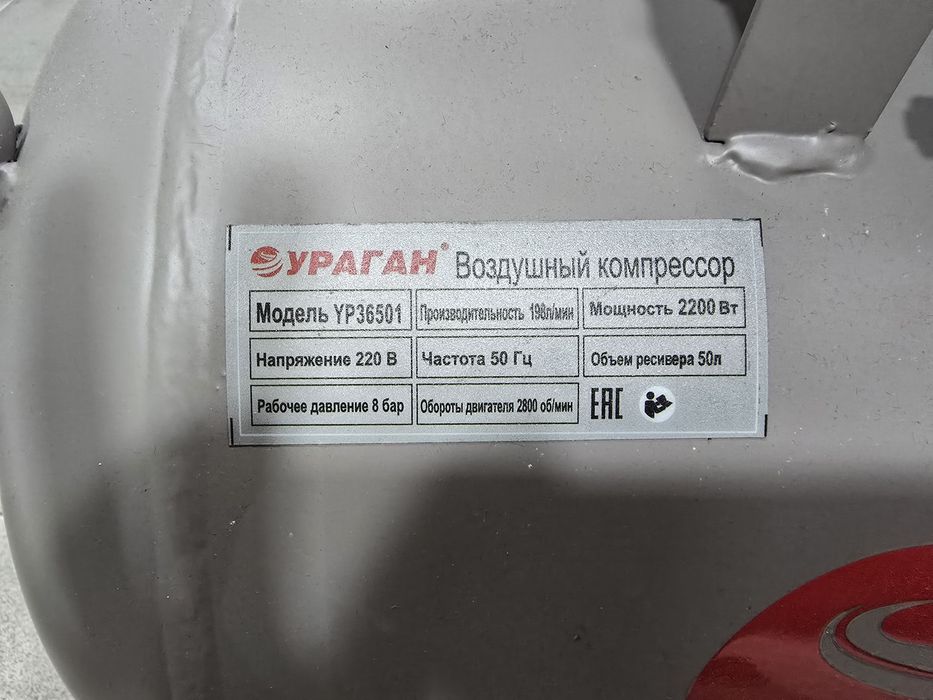 УРАГАН® Воздушный компрессор
Модель YP36501 Производительность 198л/мин Мощность 2200 Вт
Напряжение 220 В Частота 50 Гц Объем ресивера 50л
Рабочее давление 8 бар Обороты двигателя 2800 об/мин EAC